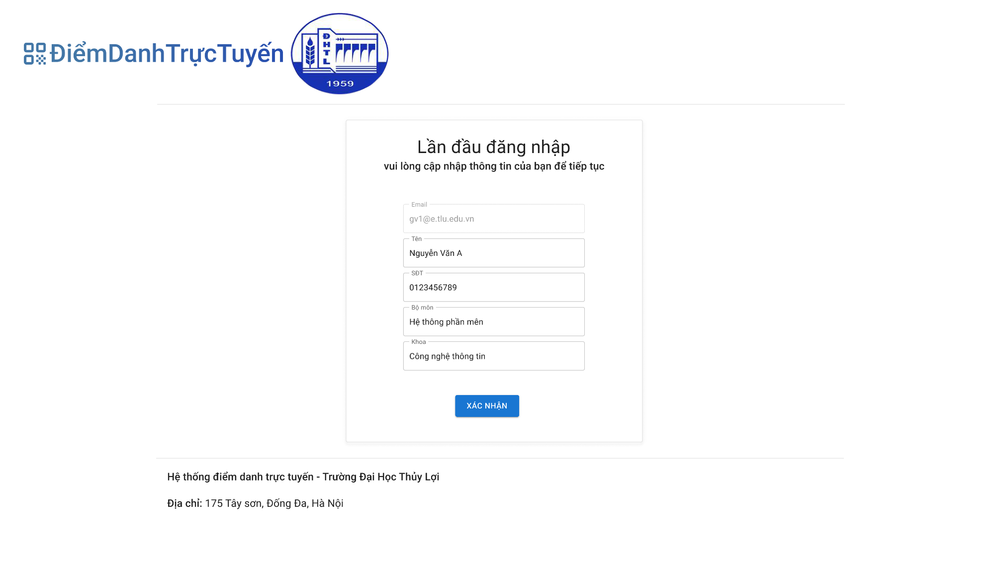 ĐiểmDanhTrựcTuyến
ĐHTL
1959
Lần đầu đăng nhập
vui lòng cập nhập thông tin của bạn để tiếp tục
Email
gv1@e.tlu.edu.vn
Tên
Nguyễn Văn A
SĐT
0123456789
Bộ môn
Hệ thông phần mên
Khoa
Công nghệ thông tin
XÁC NHẬN
Hệ thống điểm danh trực tuyến - Trường Đại Học Thủy Lợi
Địa chỉ: 175 Tây sơn, Đống Đa, Hà Nội